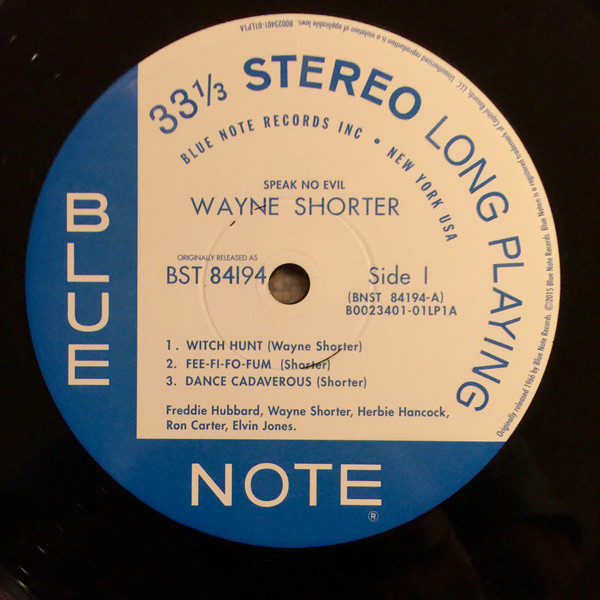 33 1/3 STEREO LONG PLAYING
BLUE NOTE RECORDS INC • NEW YORK USA
SPEAK NO EVIL
WAYNE SHORTER
ORIGINALLY RELEASED AS
BST 84194
Side 1
(BNST 84194-A)
B0023401-01LP1A
1. WITCH HUNT (Wayne Shorter)
2. FEE-FI-FO-FUM (Shorter)
3. DANCE CADAVEROUS (Shorter)
Freddie Hubbard, Wayne Shorter, Herbie Hancock,
Ron Carter, Elvin Jones.
BLUE
NOTE
®
Originally released 1966 by Blue Note Records. ©2015 Blue Note Records. Blue Note® is a registered trademark of Capitol Records, LLC. Unauthorized reproduction is a violation of applicable laws. B0023401-01LP1A